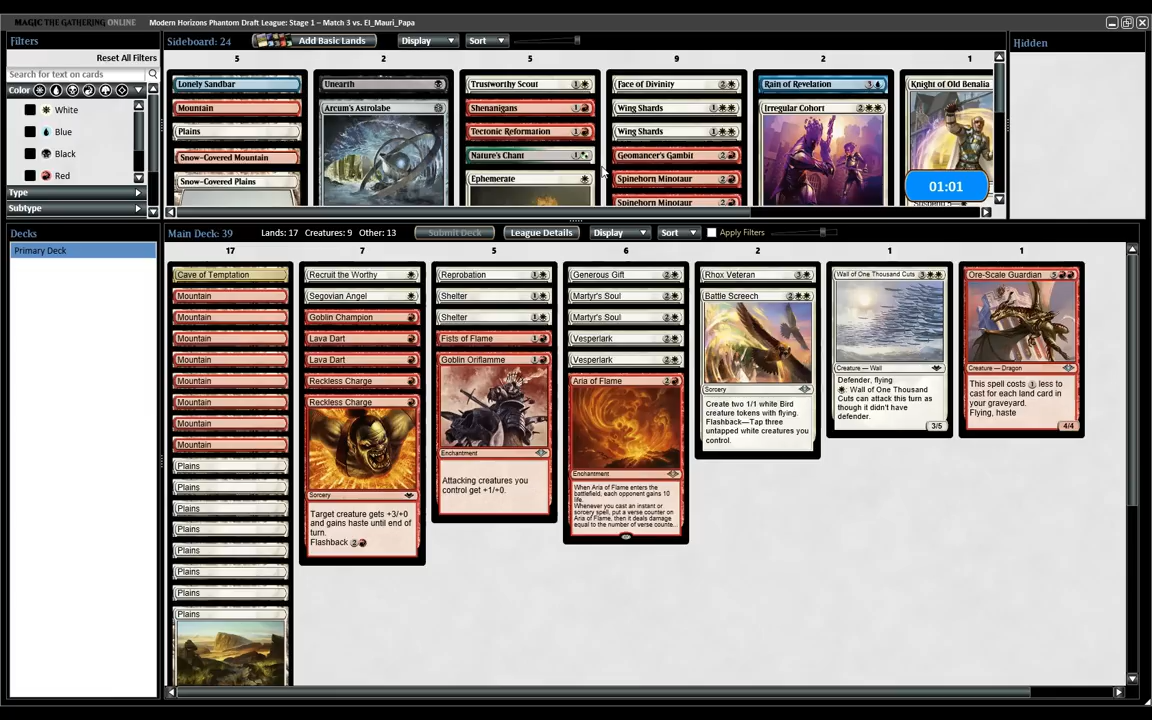 MAGIC THE GATHERING ONLINE
Modern Horizons Phantom Draft League: Stage 1 – Match 3 vs. El_Mauri_Papa
Filters
Reset All Filters
Search for text on cards
Color
White
Blue
Black
Red
Type
Subtype
Sideboard: 24
Add Basic Lands
Display
Sort
Hidden
5
2
5
9
2
1
Lonely Sandbar
Mountain
Plains
Snow-Covered Mountain
Snow-Covered Plains
Unearth
Arcum's Astrolabe
Trustworthy Scout
Shenanigans
Tectonic Reformation
Nature's Chant
Ephemerate
Face of Divinity
Wing Shards
Wing Shards
Geomancer's Gambit
Spinehorn Minotaur
Spinehorn Minotaur
Rain of Revelation
Irregular Cohort
Knight of Old Benalia
01:01
Decks
Primary Deck
Main Deck: 39
Lands: 17 Creatures: 9 Other: 13
Submit Deck
League Details
Display
Sort
Apply Filters
17
7
5
6
2
1
1
Cave of Temptation
Mountain
Mountain
Mountain
Mountain
Mountain
Mountain
Mountain
Mountain
Plains
Plains
Plains
Plains
Plains
Plains
Plains
Plains
Recruit the Worthy
Segovian Angel
Goblin Champion
Lava Dart
Lava Dart
Reckless Charge
Reckless Charge
Sorcery
Target creature gets +3/+0
and gains haste until end of
turn.
Flashback 2
Reprobation
Shelter
Shelter
Fists of Flame
Goblin Oriflamme
Enchantment
Attacking creatures you
control get +1/+0.
Generous Gift
Martyr's Soul
Martyr's Soul
Vesperlark
Vesperlark
Aria of Flame
Enchantment
When Aria of Flame enters the
battlefield, each opponent gains 10
life.
Whenever you cast an instant or
sorcery spell, put a verse counter on
Aria of Flame, then it deals damage
equal to the number of verse counte...
Rhox Veteran
Battle Screech
Sorcery
Create two 1/1 white Bird
creature tokens with flying.
Flashback—Tap three
untapped white creatures you
control.
Wall of One Thousand Cuts
Creature — Wall
Defender, flying
: Wall of One Thousand
Cuts can attack this turn as
though it didn't have
defender.
3/5
Ore-Scale Guardian
Creature — Dragon
This spell costs 1 less to
cast for each land card in
your graveyard.
Flying, haste
4/4